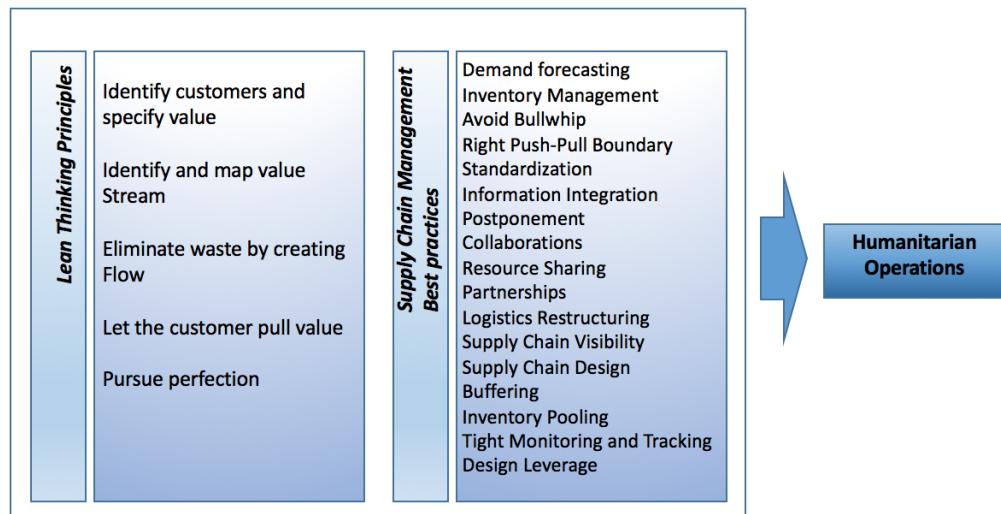 Lean Thinking Principles
Identify customers and
specify value
Identify and map value
Stream
Eliminate waste by creating
Flow
Let the customer pull value
Pursue perfection
Supply Chain Management
Best practices
Demand forecasting
Inventory Management
Avoid Bullwhip
Right Push-Pull Boundary
Standardization
Information Integration
Postponement
Collaborations
Resource Sharing
Partnerships
Logistics Restructuring
Supply Chain Visibility
Supply Chain Design
Buffering
Inventory Pooling
Tight Monitoring and Tracking
Design Leverage
Humanitarian
Operations